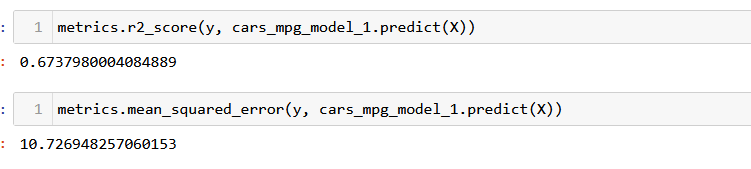 : 1 metrics.r2_score(y, cars_mpg_model_1.predict(X))
: 0.6737980004084889
: 1 metrics.mean_squared_error(y, cars_mpg_model_1.predict(X))
: 10.726948257060153